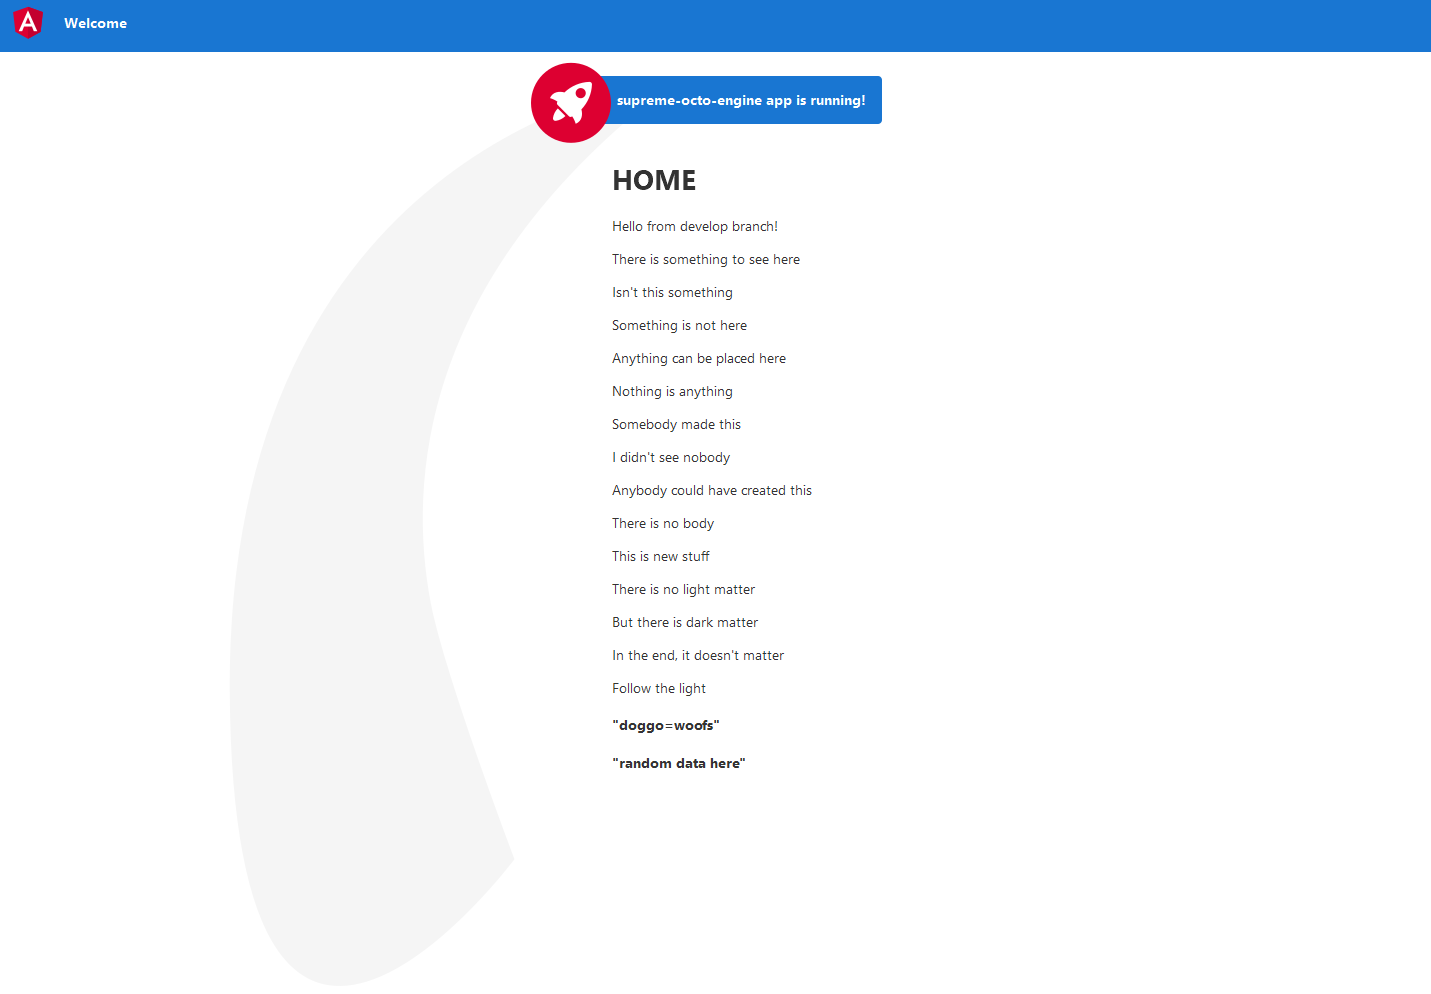 Welcome
supreme-octo-engine app is running!
HOME
Hello from develop branch!
There is something to see here
Isn't this something
Something is not here
Anything can be placed here
Nothing is anything
Somebody made this
I didn't see nobody
Anybody could have created this
There is no body
This is new stuff
There is no light matter
But there is dark matter
In the end, it doesn't matter
Follow the light
"doggo=woofs"
"random data here"